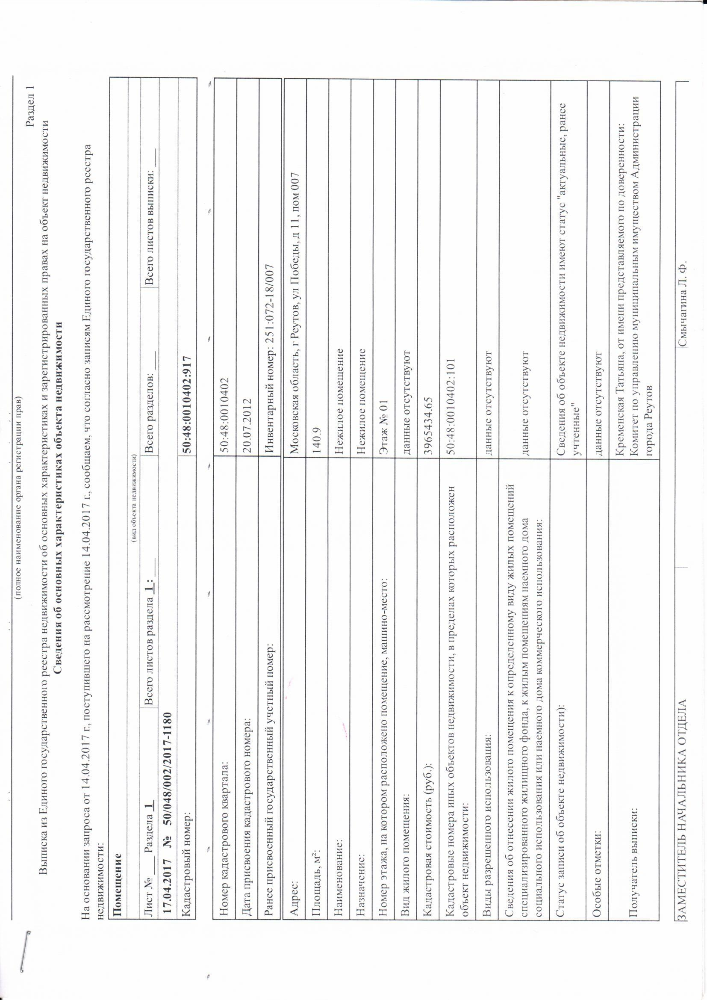 (полное наименование органа регистрации прав)
Раздел 1
Выписка из Единого государственного реестра недвижимости об основных характеристиках и зарегистрированных правах на объект недвижимости
Сведения об основных характеристиках объекта недвижимости
На основании запроса от 14.04.2017 г., поступившего на рассмотрение 14.04.2017 г., сообщаем, что согласно записям Единого государственного реестра
недвижимости:
Помещение
(вид объекта недвижимости)
Лист № ___ Раздела 1 Всего листов раздела 1 : ___ Всего разделов: ___ Всего листов выписки: ___
17.04.2017 № 50/048/002/2017-1180
Кадастровый номер: 50:48:0010402:917
Номер кадастрового квартала: 50:48:0010402
Дата присвоения кадастрового номера: 20.07.2012
Ранее присвоенный государственный учетный номер: Инвентарный номер: 251:072-18/007
Адрес: Московская область, г Реутов, ул Победы, д 11, пом 007
Площадь, м²: 140.9
Наименование: Нежилое помещение
Назначение: Нежилое помещение
Номер этажа, на котором расположено помещение, машино-место: Этаж № 01
Вид жилого помещения: данные отсутствуют
Кадастровая стоимость (руб.): 3965434.65
Кадастровые номера иных объектов недвижимости, в пределах которых расположен
объект недвижимости: 50:48:0010402:101
Виды разрешенного использования: данные отсутствуют
Сведения об отнесении жилого помещения к определенному виду жилых помещений
специализированного жилищного фонда, к жилым помещениям наемного дома
социального использования или наемного дома коммерческого использования: данные отсутствуют
Статус записи об объекте недвижимости): Сведения об объекте недвижимости имеют статус "актуальные, ранее
учтенные"
Особые отметки: данные отсутствуют
Получатель выписки: Кременская Татьяна, от имени представляемого по доверенности:
Комитет по управлению муниципальным имуществом Администрации
города Реутов
ЗАМЕСТИТЕЛЬ НАЧАЛЬНИКА ОТДЕЛА Смычагина Л. Ф.